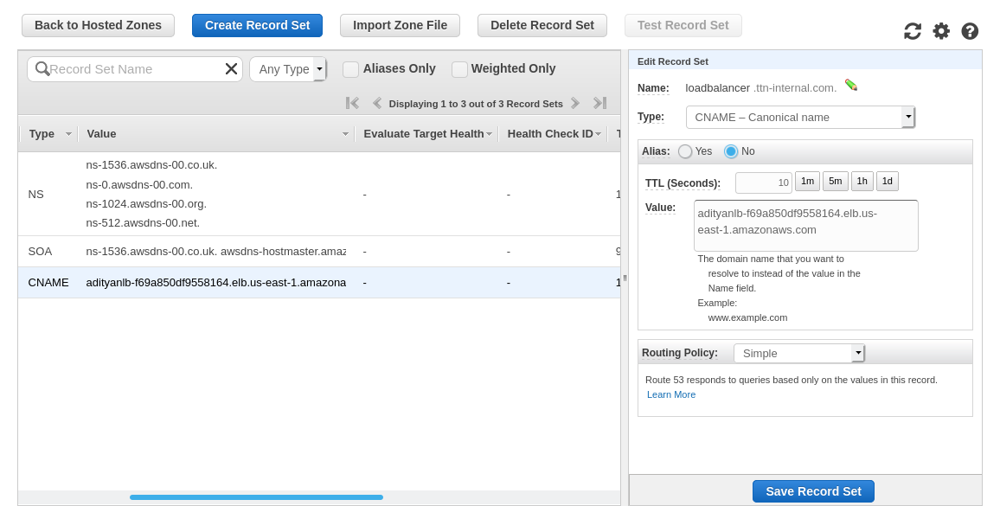 Back to Hosted Zones
Create Record Set
Import Zone File
Delete Record Set
Test Record Set
Record Set Name
Any Type
Aliases Only
Weighted Only
Displaying 1 to 3 out of 3 Record Sets
Type
Value
Evaluate Target Health
Health Check ID
T
NS
ns-1536.awsdns-00.co.uk.
ns-0.awsdns-00.com.
ns-1024.awsdns-00.org.
ns-512.awsdns-00.net.
-
-
1
SOA
ns-1536.awsdns-00.co.uk. awsdns-hostmaster.amaz
-
-
9
CNAME
adityanlb-f69a850df9558164.elb.us-east-1.amazona
-
-
1
Edit Record Set
Name: loadbalancer .ttn-internal.com.
Type: CNAME – Canonical name
Alias: Yes No
TTL (Seconds): 10 1m 5m 1h 1d
Value: adityanlb-f69a850df9558164.elb.us-
east-1.amazonaws.com
The domain name that you want to
resolve to instead of the value in the
Name field.
Example:
www.example.com
Routing Policy: Simple
Route 53 responds to queries based only on the values in this record.
Learn More
Save Record Set